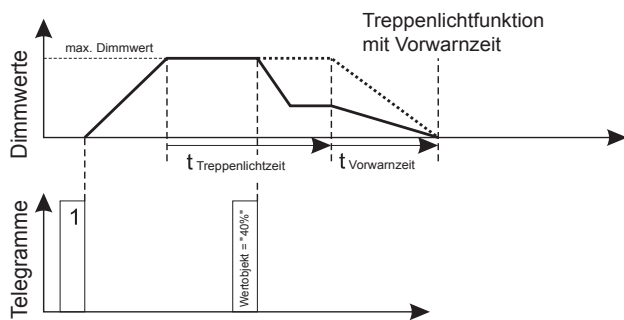 Treppenlichtfunktion
mit Vorwarnzeit
max. Dimmwert
Dimmwerte
t Treppenlichtzeit
t Vorwarnzeit
Telegramme
1
Wertobjekt = "40%"